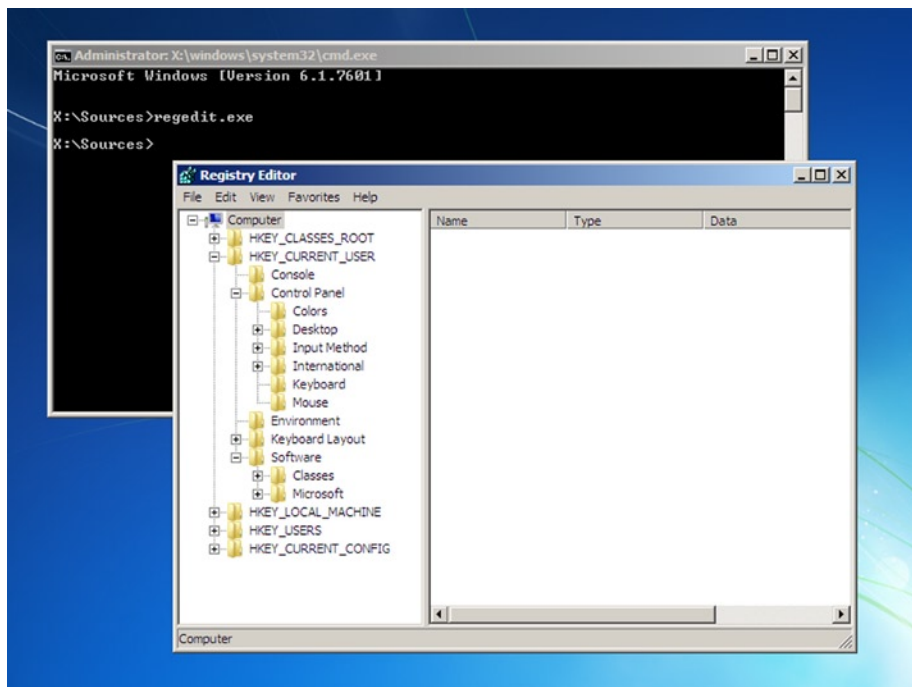 Administrator: X:\windows\system32\cmd.exe
Microsoft Windows [Version 6.1.7601]
X:\Sources>regedit.exe
X:\Sources>
Registry Editor
File Edit View Favorites Help
Computer
Name Type Data
HKEY_CLASSES_ROOT
HKEY_CURRENT_USER
Console
Control Panel
Colors
Desktop
Input Method
International
Keyboard
Mouse
Environment
Keyboard Layout
Software
Classes
Microsoft
HKEY_LOCAL_MACHINE
HKEY_USERS
HKEY_CURRENT_CONFIG
Computer